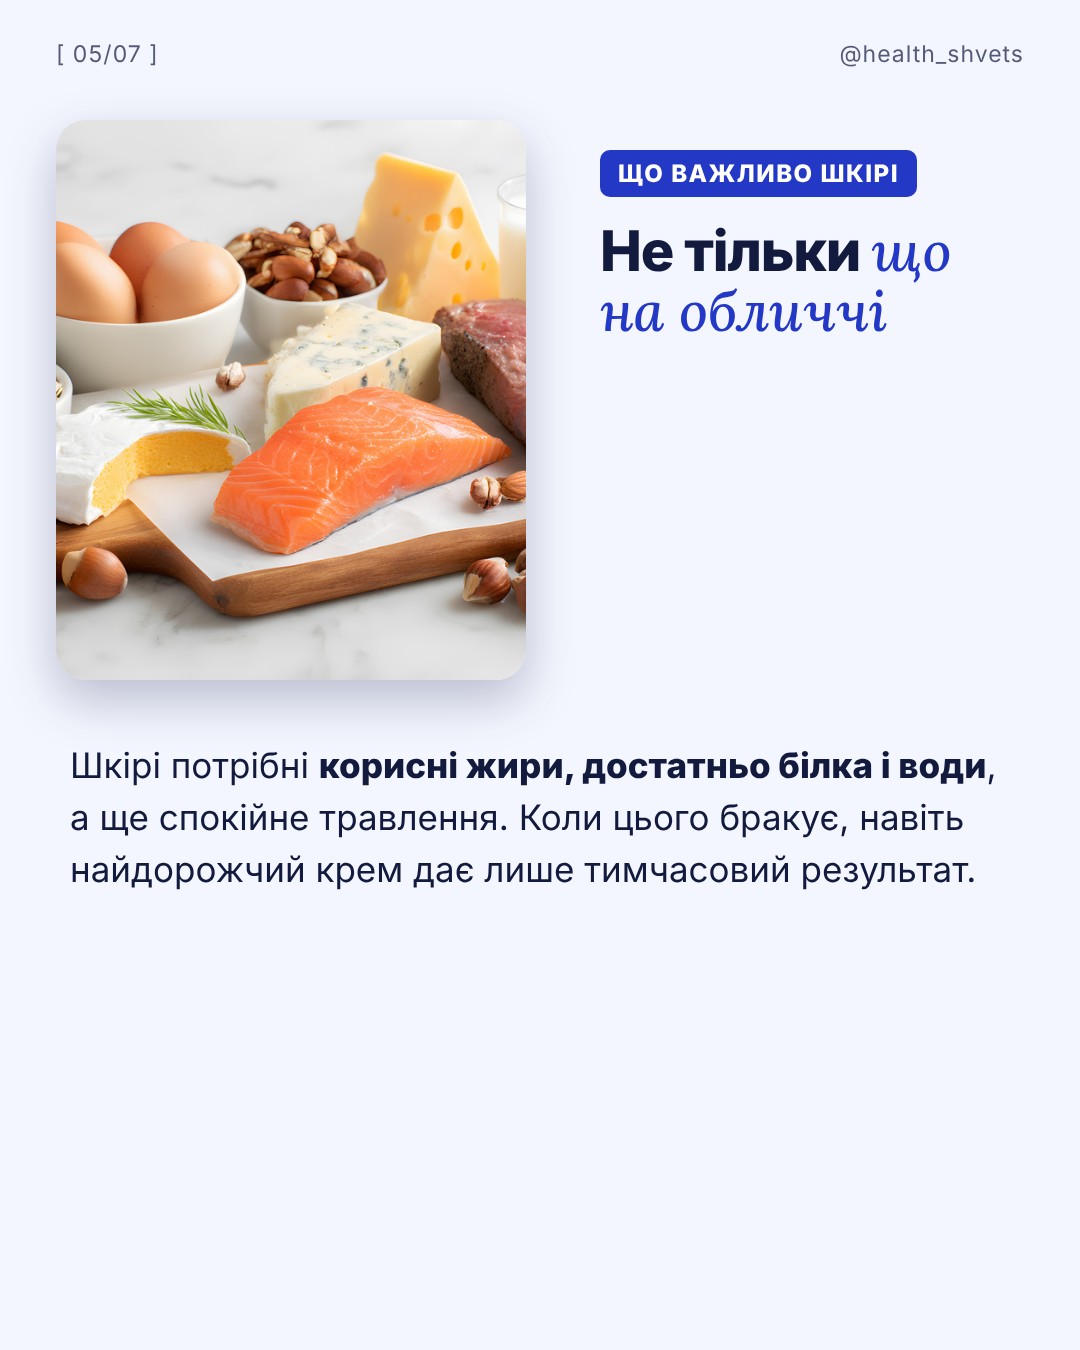 [ 05/07 ]
@health_shvets
ЩО ВАЖЛИВО ШКІРІ
Не тільки що
на обличчі
Шкірі потрібні корисні жири, достатньо білка і води,
а ще спокійне травлення. Коли цього бракує, навіть
найдорожчий крем дає лише тимчасовий результат.